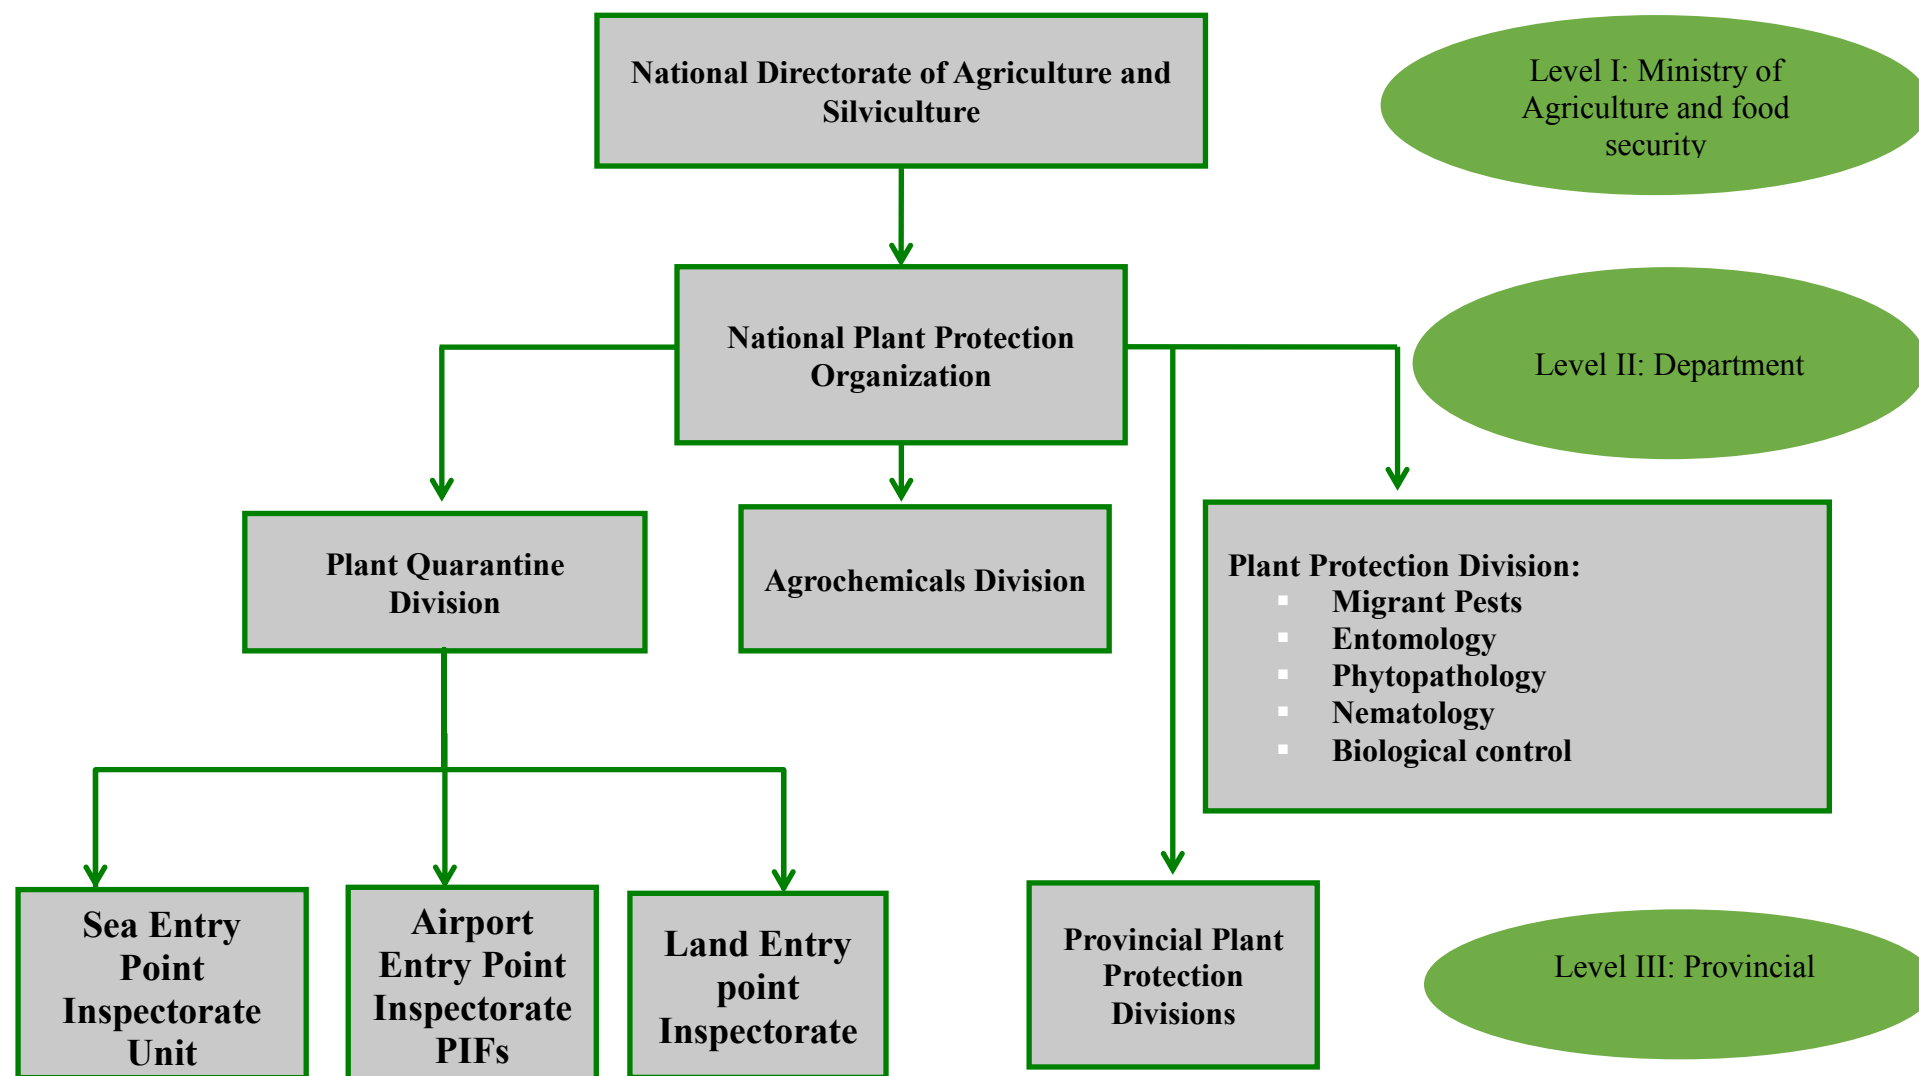 National Directorate of Agriculture and
Silviculture
Level I: Ministry of
Agriculture and food
security
National Plant Protection
Organization
Level II: Department
Plant Quarantine
Division
Agrochemicals Division
Plant Protection Division:
Migrant Pests
Entomology
Phytopathology
Nematology
Biological control
Sea Entry
Point
Inspectorate
Unit
Airport
Entry Point
Inspectorate
PIFs
Land Entry
point
Inspectorate
Provincial Plant
Protection
Divisions
Level III: Provincial